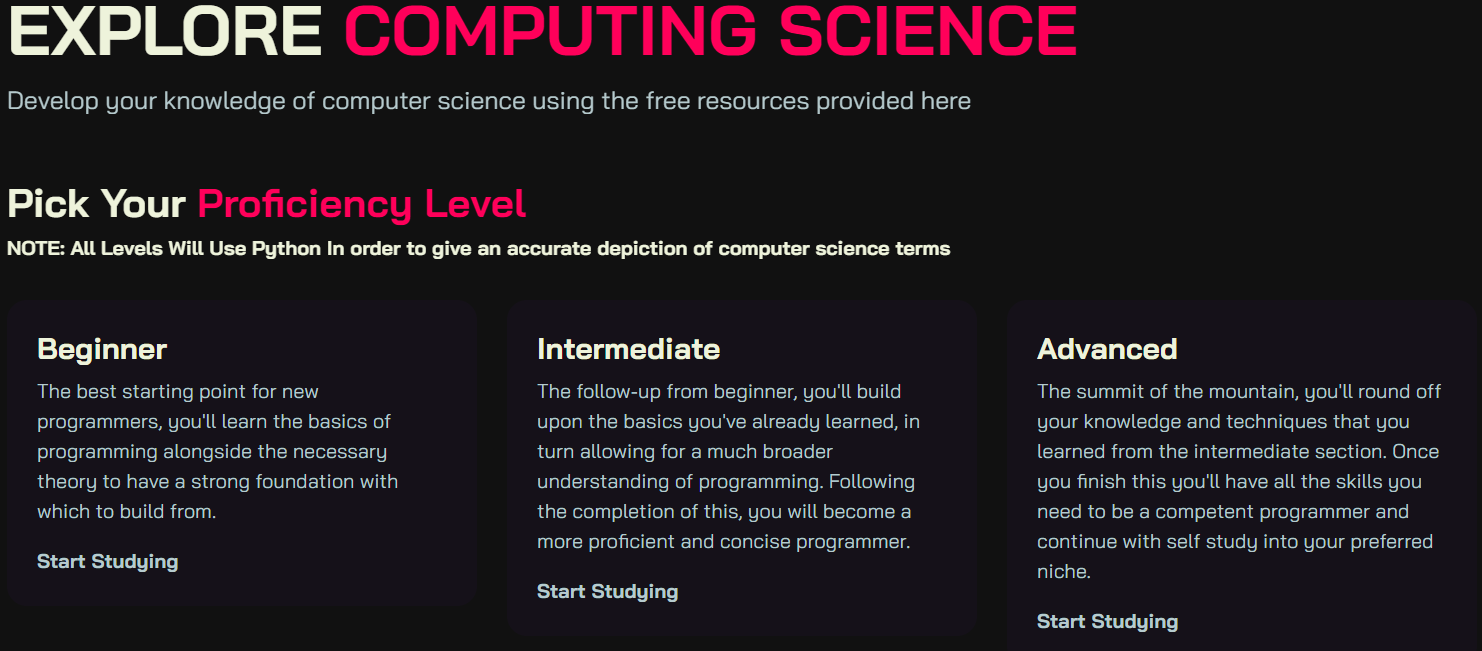 EXPLORE COMPUTING SCIENCE
Develop your knowledge of computer science using the free resources provided here
Pick Your Proficiency Level
NOTE: All Levels Will Use Python In order to give an accurate depiction of computer science terms
Beginner
The best starting point for new
programmers, you'll learn the basics of
programming alongside the necessary
theory to have a strong foundation with
which to build from.
Start Studying
Intermediate
The follow-up from beginner, you'll build
upon the basics you've already learned, in
turn allowing for a much broader
understanding of programming. Following
the completion of this, you will become a
more proficient and concise programmer.
Start Studying
Advanced
The summit of the mountain, you'll round off
your knowledge and techniques that you
learned from the intermediate section. Once
you finish this you'll have all the skills you
need to be a competent programmer and
continue with self study into your preferred
niche.
Start Studying